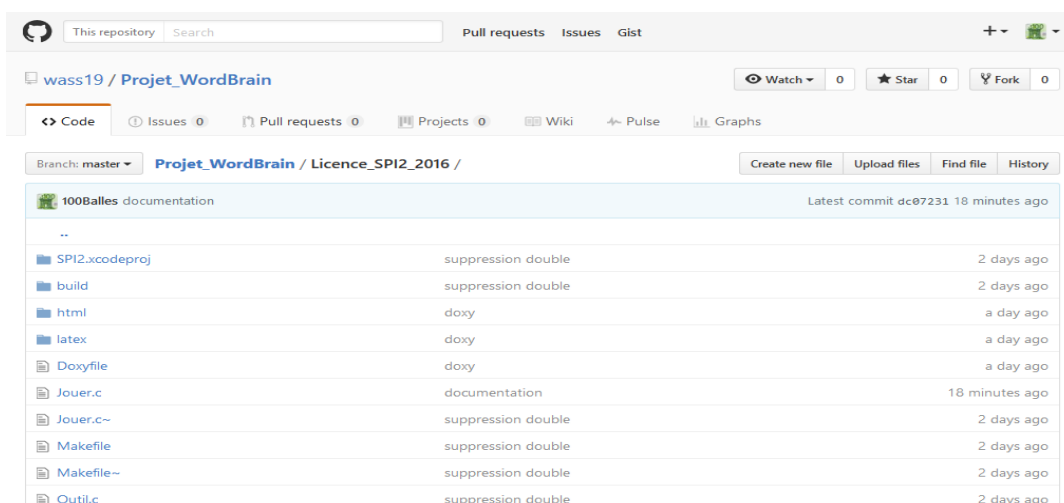 This repository Search Pull requests Issues Gist
wass19 / Projet_WordBrain Watch 0 Star 0 Fork 0
Code Issues 0 Pull requests 0 Projects 0 Wiki Pulse Graphs
Branch: master Projet_WordBrain / Licence_SPI2_2016 / Create new file Upload files Find file History
100Balles documentation Latest commit dc07231 18 minutes ago
..
SPI2.xcodeproj suppression double 2 days ago
build suppression double 2 days ago
html doxy a day ago
latex doxy a day ago
Doxyfile doxy a day ago
Jouer.c documentation 18 minutes ago
Jouer.c~ suppression double 2 days ago
Makefile suppression double 2 days ago
Makefile~ suppression double 2 days ago
Outil.c suppression double 2 days ago